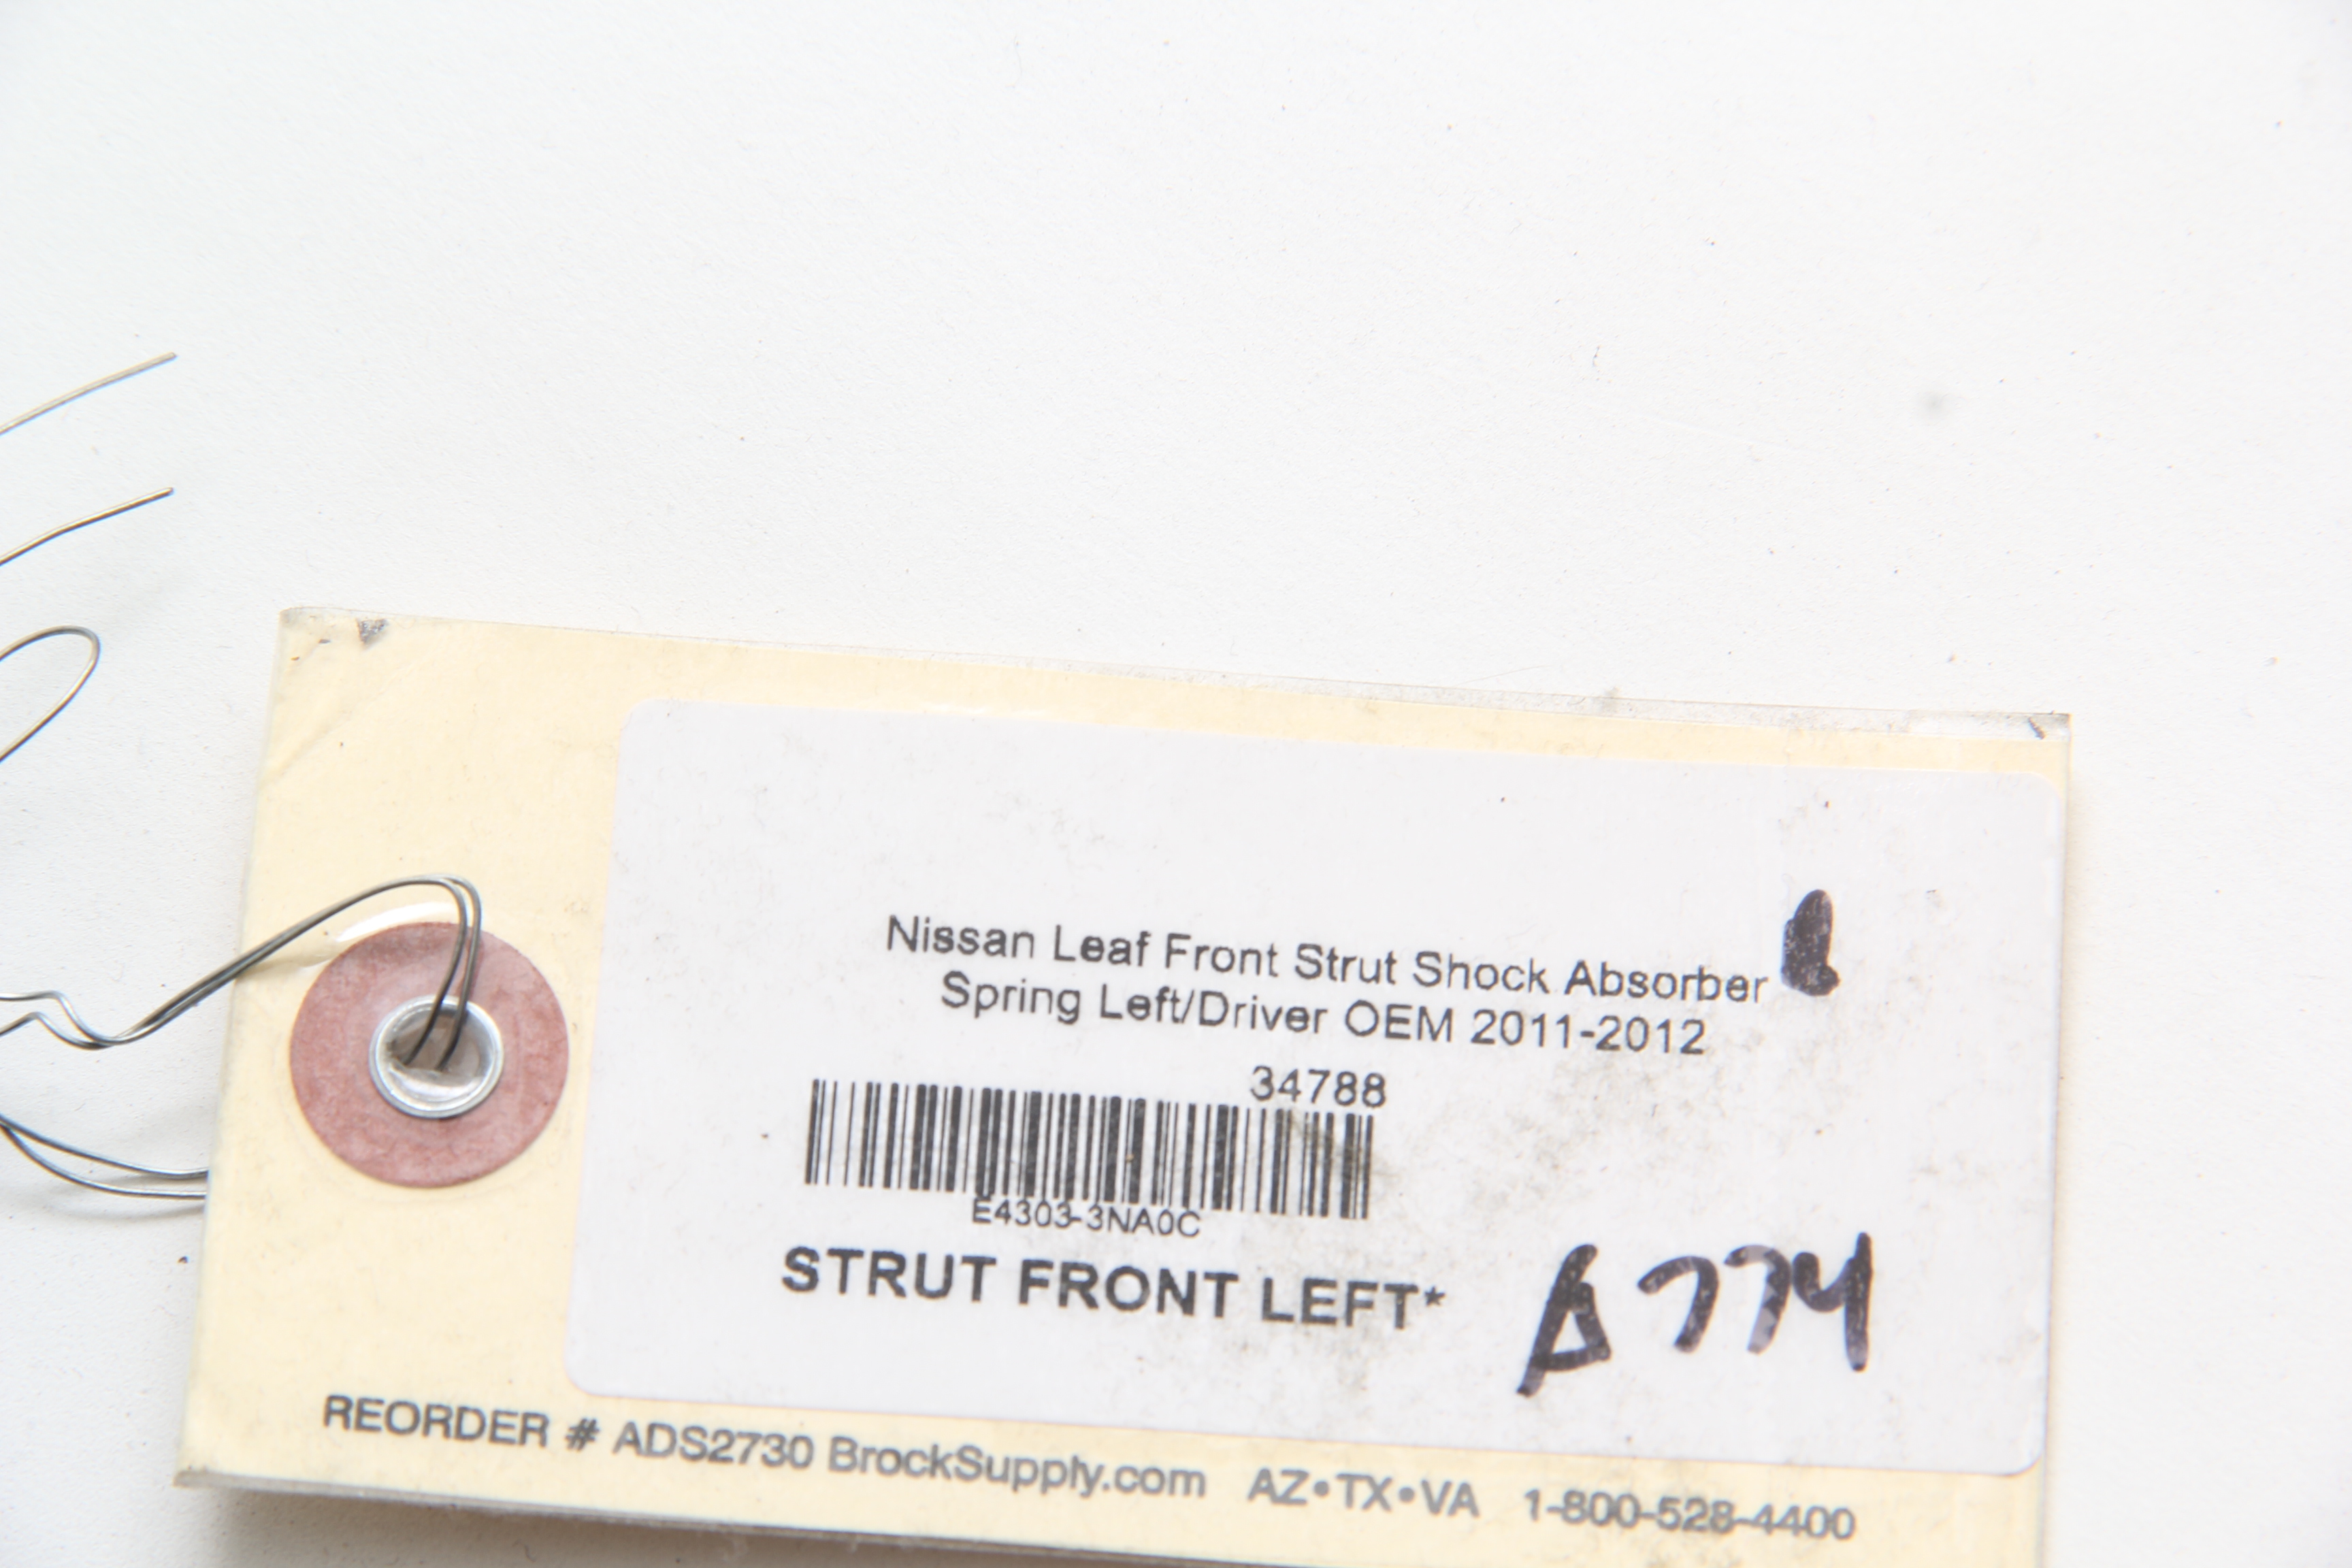 Nissan Leaf Front Strut Shock Absorber
Spring Left/Driver OEM 2011-2012
34788
E4303-3NA0C
STRUT FRONT LEFT*
A774
REORDER # ADS2730 BrockSupply.com AZ•TX•VA 1-800-528-4400